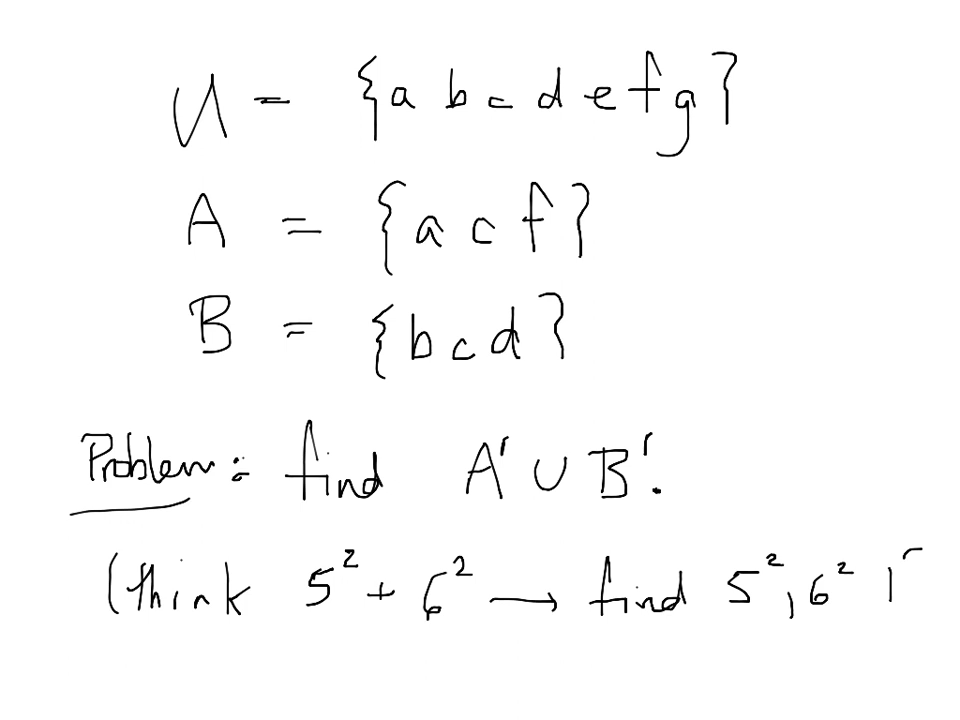 U = {a b c d e f g}
A = {a c f}
B = {b c d}
Problem: find A' ∪ B'.
(think 5² + 6² → find 5², 6²